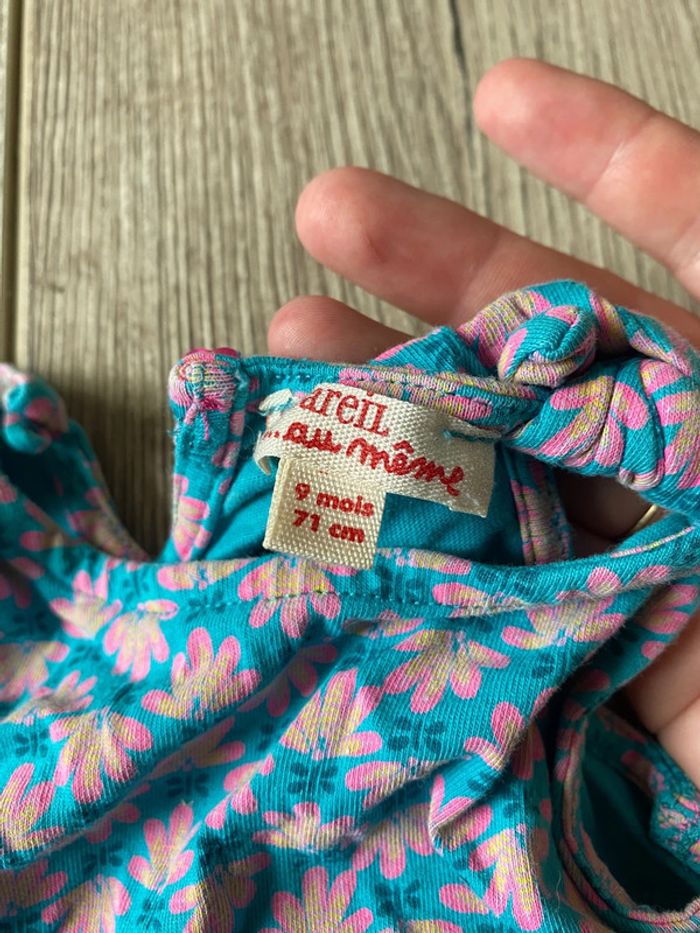 areil
...au même
9 mois
71 cm